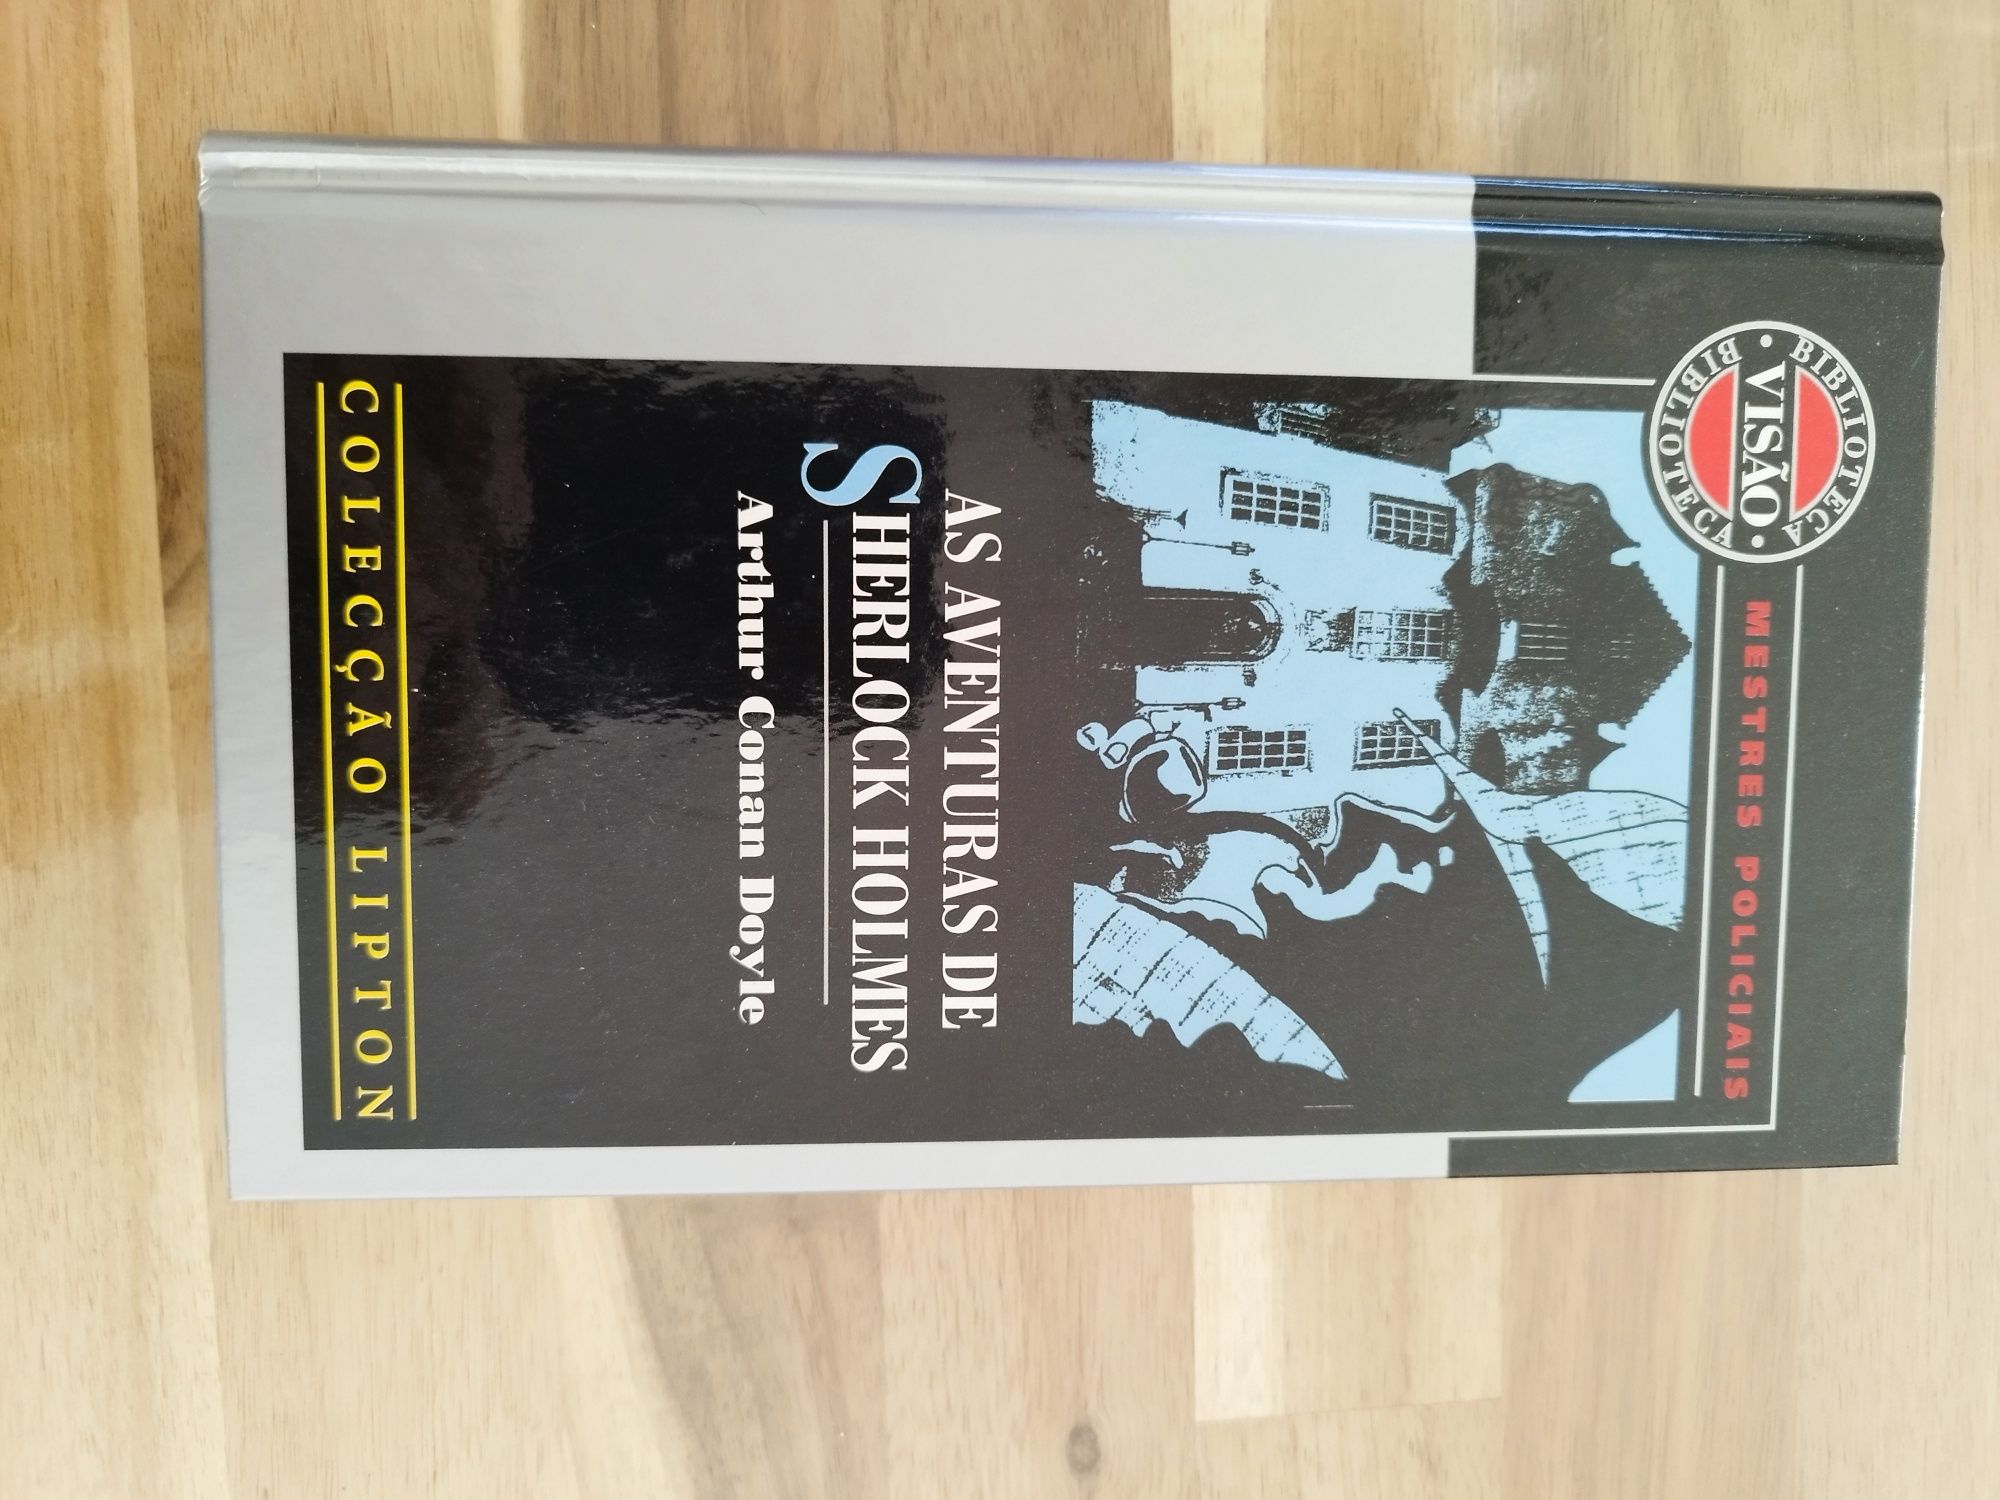 BIBLIOTECA
VISÃO
BIBLIOTECA
MESTRES POLICIAIS
AS AVENTURAS DE
SHERLOCK HOLMES
Arthur Conan Doyle
COLECÇÃO LIPTON